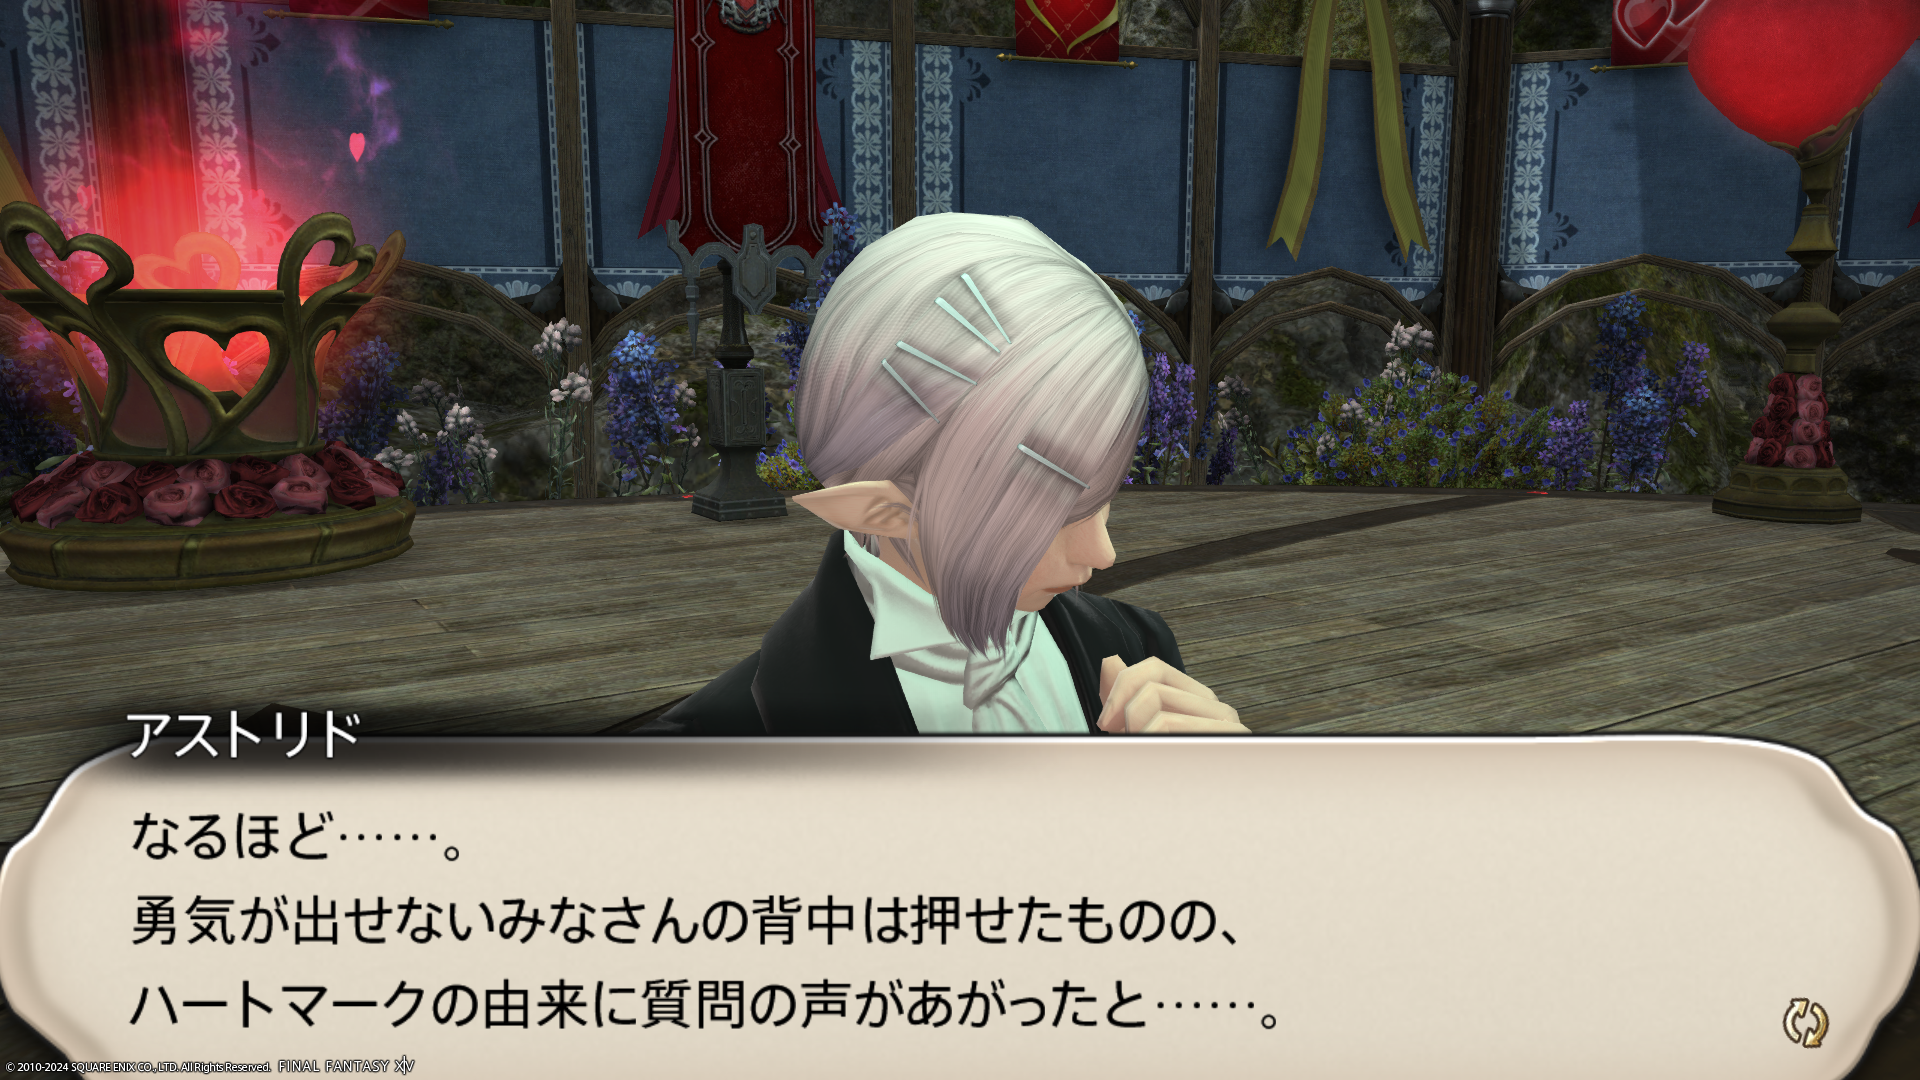 アストリド
なるほど……。
勇気が出せないみなさんの背中は押せたものの、
ハートマークの由来に質問の声があがったと……。
© 2010-2024 SQUARE ENIX CO., LTD. All Rights Reserved. FINAL FANTASY XIV